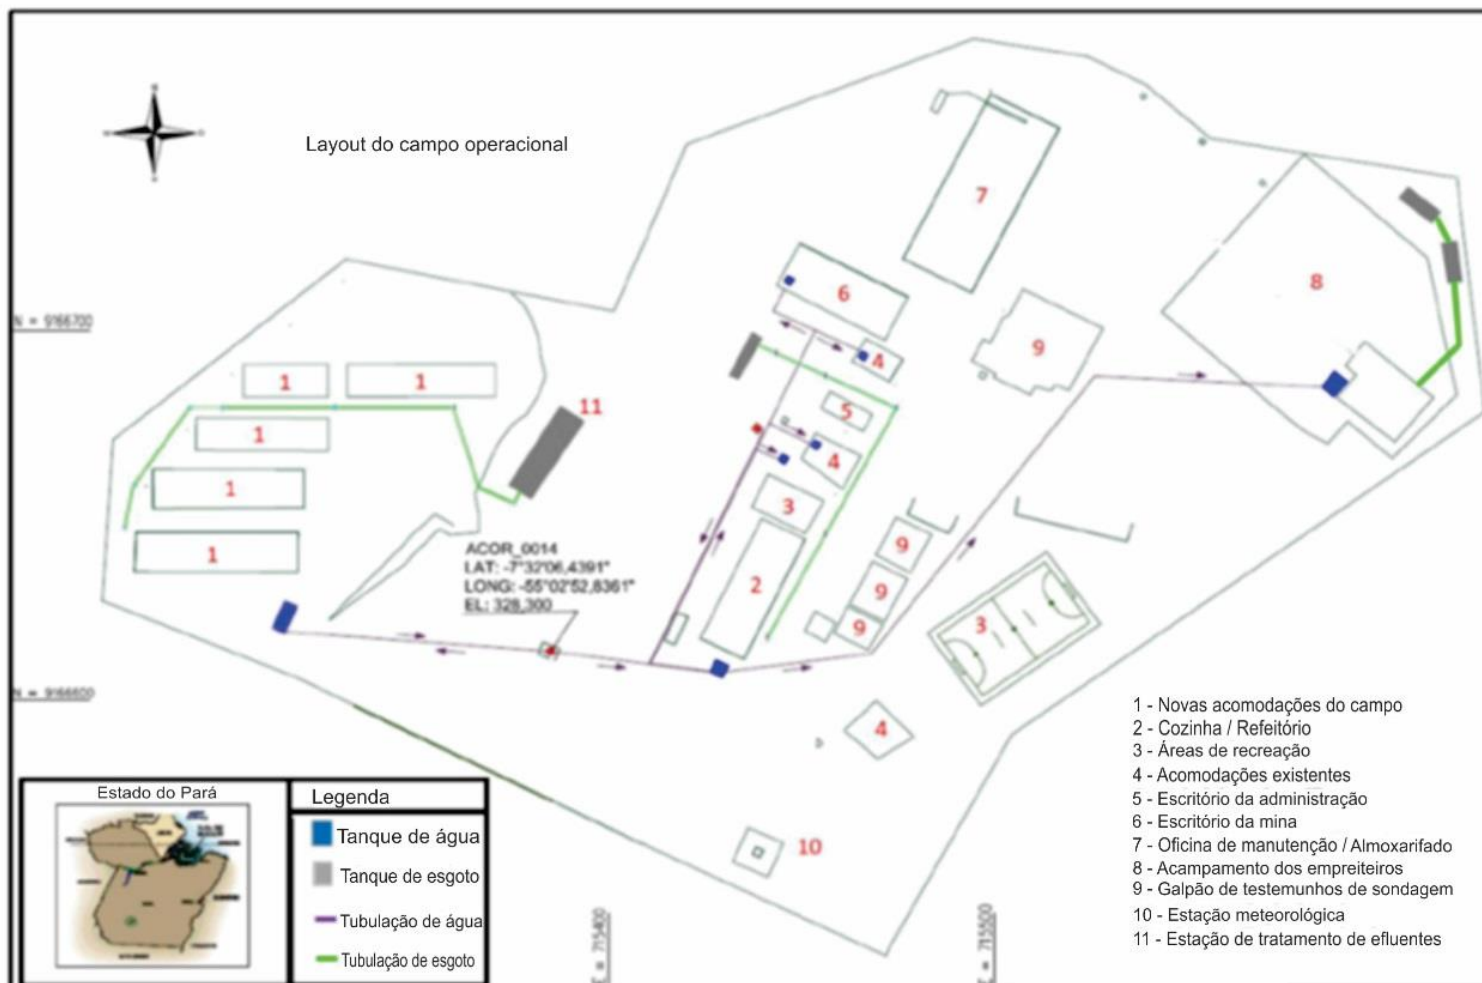 Layout do campo operacional
7
6
8
N = 9166700
9
4
1
1
11
5
1
4
1
3
9
1
ACOR_0014
LAT: -7°32'06,4391"
LONG: -55°02'52,8361"
EL: 328,300
2
9
9
3
N = 9166600
4
10
1 - Novas acomodações do campo
2 - Cozinha / Refeitório
3 - Áreas de recreação
4 - Acomodações existentes
5 - Escritório da administração
6 - Escritório da mina
7 - Oficina de manutenção / Almoxarifado
8 - Acampamento dos empreiteiros
9 - Galpão de testemunhos de sondagem
10 - Estação meteorológica
11 - Estação de tratamento de efluentes
Estado do Pará
Legenda
Tanque de água
Tanque de esgoto
Tubulação de água
Tubulação de esgoto
= 715400
= 715500